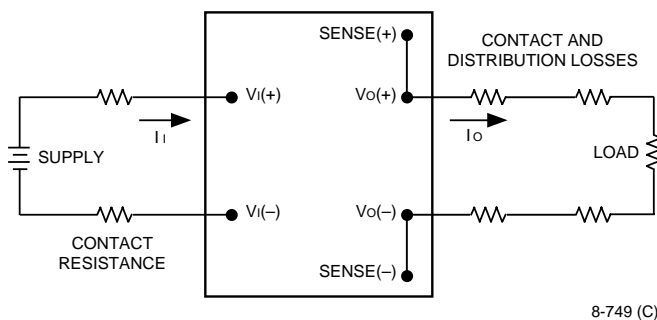 SENSE(+)
CONTACT AND
DISTRIBUTION LOSSES
VI(+)
VO(+)
II
IO
SUPPLY
LOAD
VI(–)
VO(–)
CONTACT
RESISTANCE
SENSE(–)
8-749 (C)